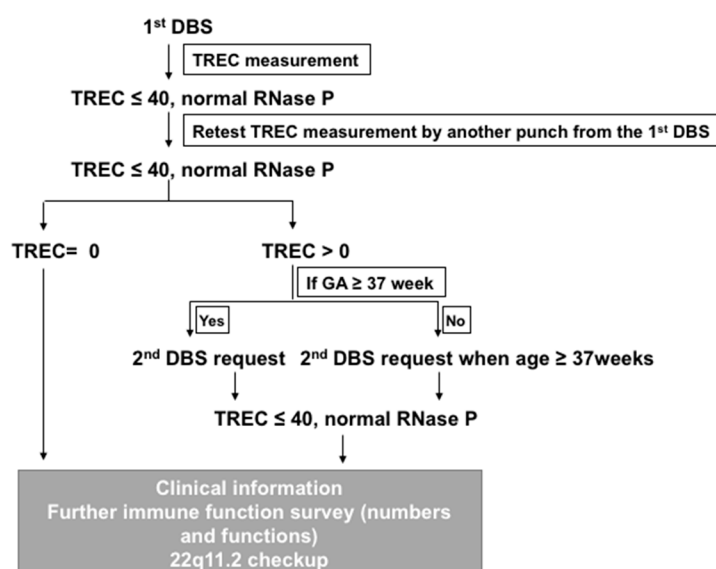 1st DBS
TREC measurement
TREC ≤ 40, normal RNase P
Retest TREC measurement by another punch from the 1st DBS
TREC ≤ 40, normal RNase P
TREC= 0
TREC > 0
If GA ≥ 37 week
Yes
No
2nd DBS request
2nd DBS request when age ≥ 37weeks
TREC ≤ 40, normal RNase P
Clinical information
Further immune function survey (numbers
and functions)
22q11.2 checkup